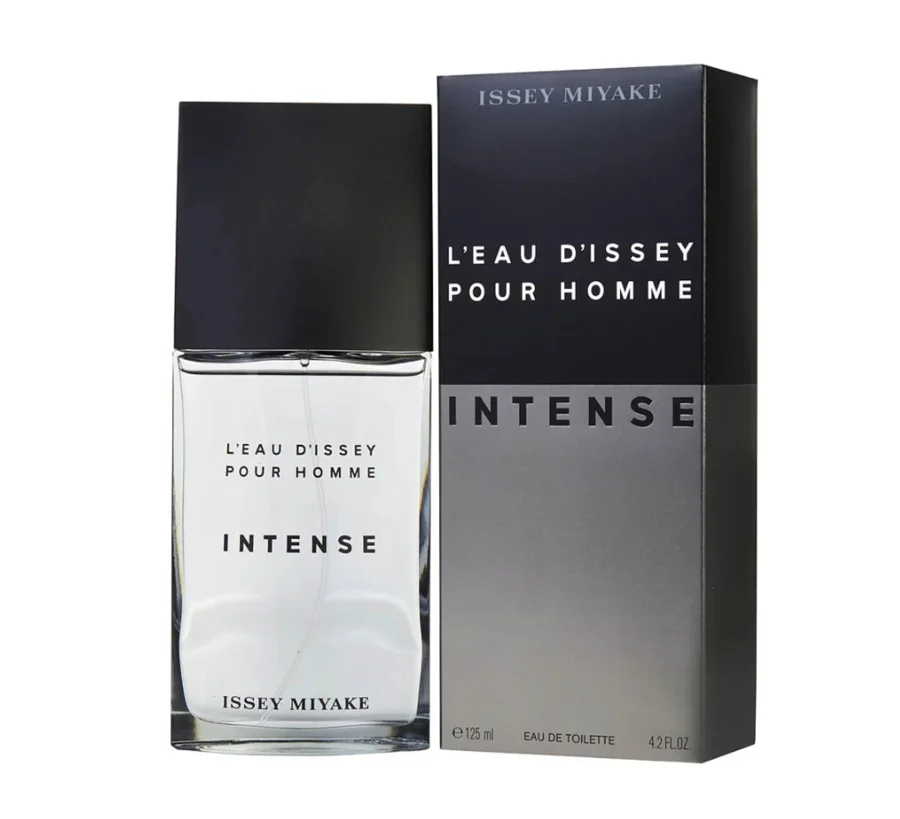 L'EAU D'ISSEY
POUR HOMME
INTENSE
ISSEY MIYAKE
ISSEY MIYAKE
L'EAU D'ISSEY
POUR HOMME
INTENSE
℮ 125 ml EAU DE TOILETTE 4.2 FL.OZ.